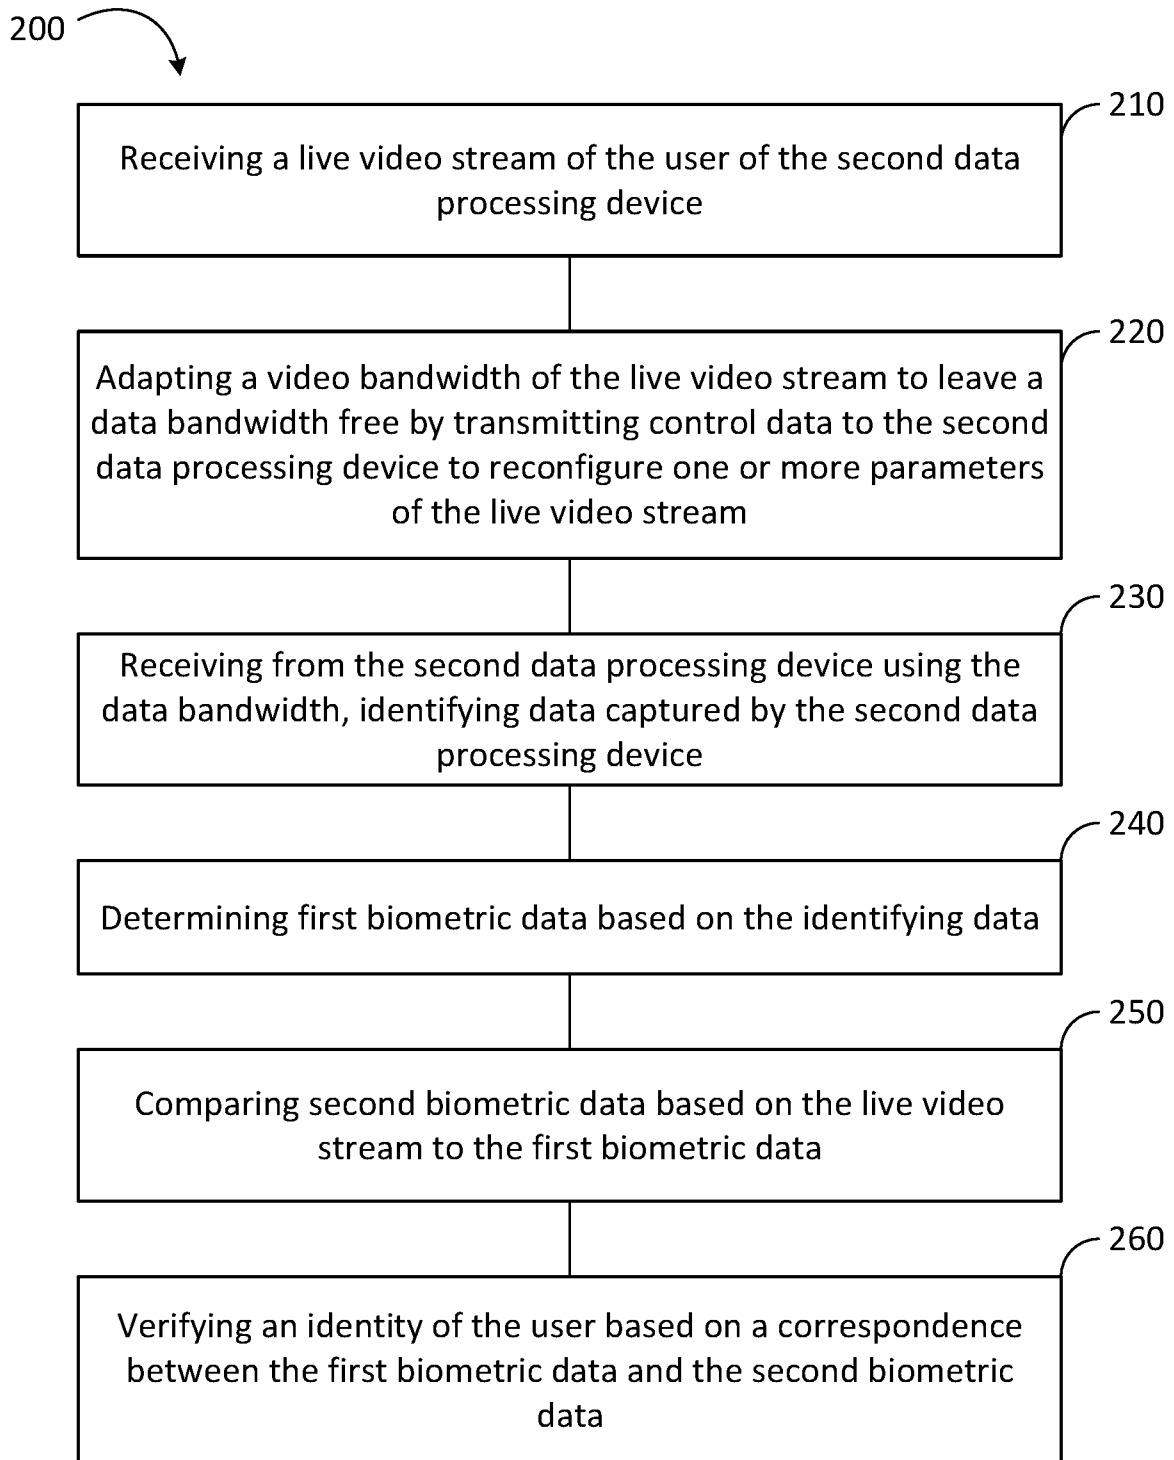 200
210
Receiving a live video stream of the user of the second data
processing device
220
Adapting a video bandwidth of the live video stream to leave a
data bandwidth free by transmitting control data to the second
data processing device to reconfigure one or more parameters
of the live video stream
230
Receiving from the second data processing device using the
data bandwidth, identifying data captured by the second data
processing device
240
Determining first biometric data based on the identifying data
250
Comparing second biometric data based on the live video
stream to the first biometric data
260
Verifying an identity of the user based on a correspondence
between the first biometric data and the second biometric
data